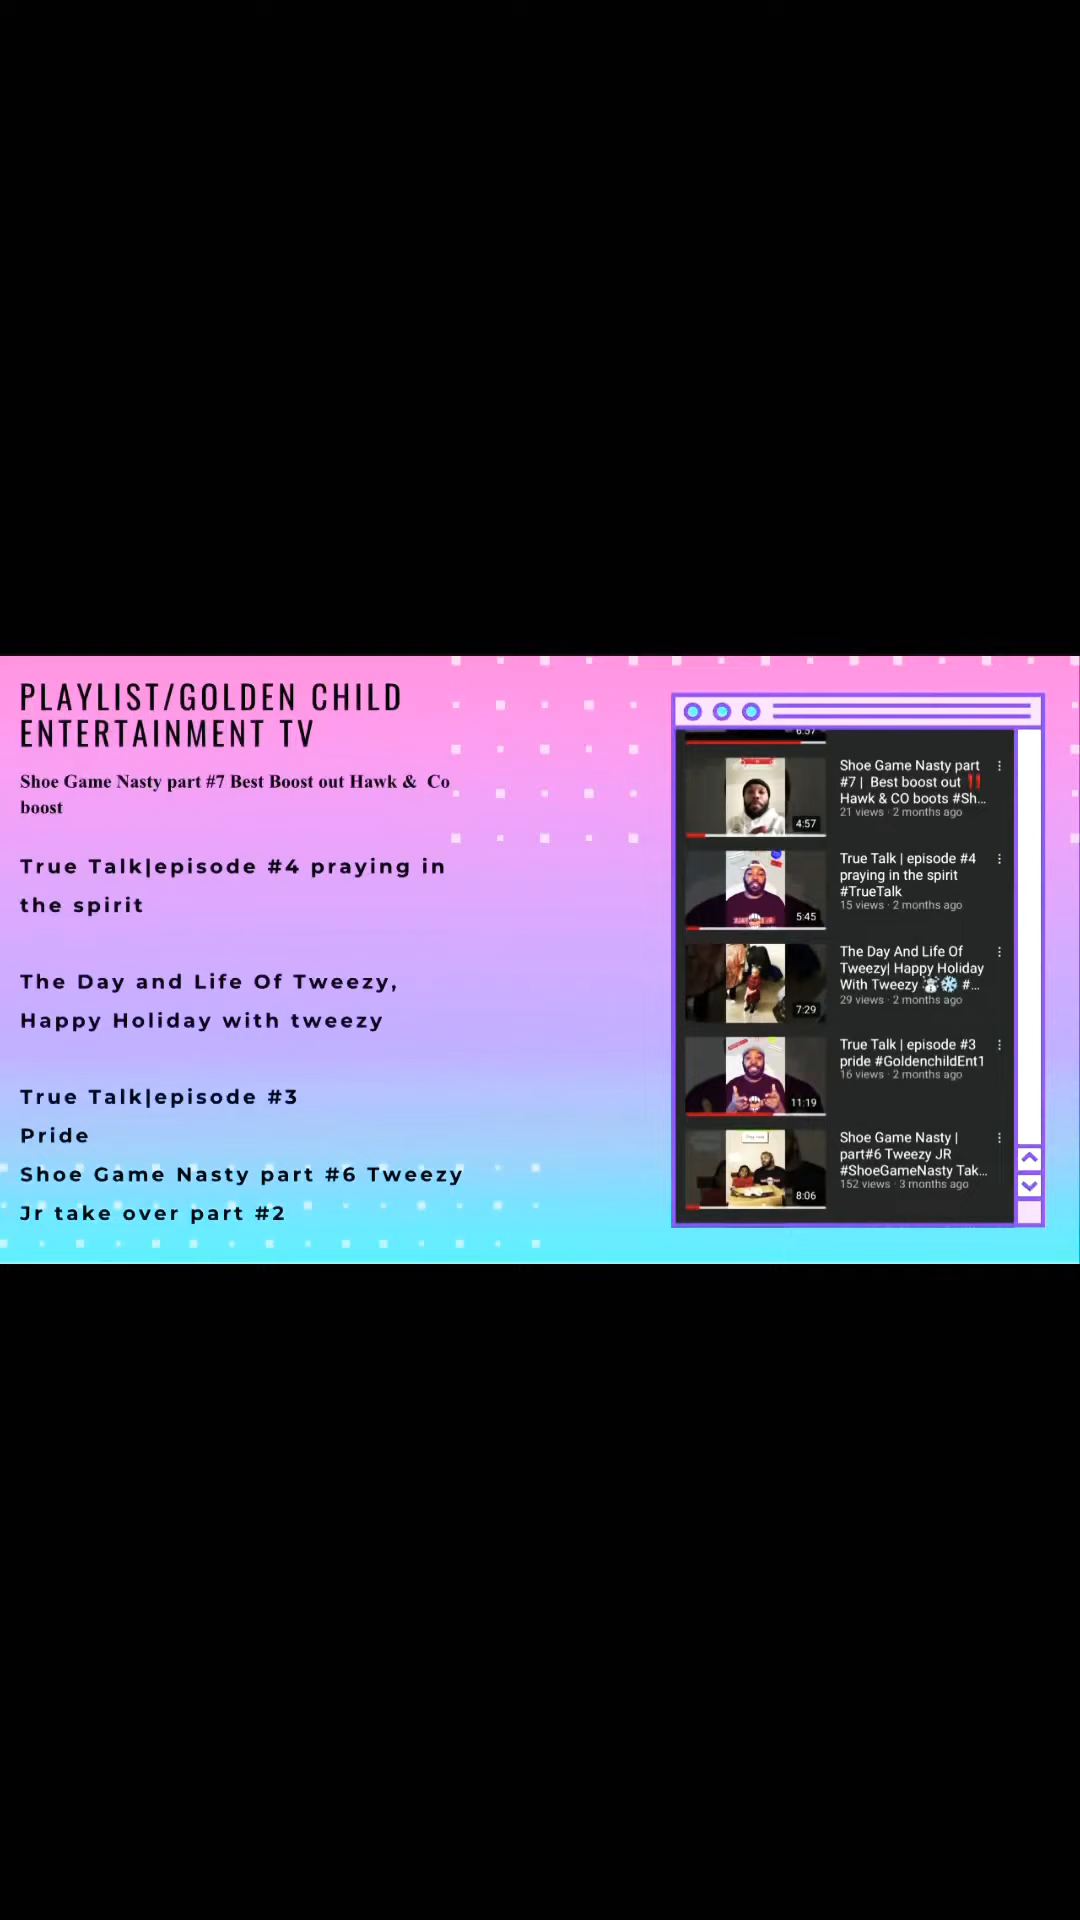 PLAYLIST/GOLDEN CHILD
ENTERTAINMENT TV
Shoe Game Nasty part #7 Best Boost out Hawk & Co
boost
True Talk|episode #4 praying in
the spirit
The Day and Life Of Tweezy,
Happy Holiday with tweezy
True Talk|episode #3
Pride
Shoe Game Nasty part #6 Tweezy
Jr take over part #2
6:57
Shoe Game Nasty part
#7 | Best boost out ‼️
Hawk & CO boots #Sh...
21 views · 2 months ago
4:57
True Talk | episode #4
praying in the spirit
#TrueTalk
15 views · 2 months ago
5:45
The Day And Life Of
Tweezy| Happy Holiday
With Tweezy ☃️❄️ #...
29 views · 2 months ago
7:29
True Talk | episode #3
pride #GoldenchildEnt1
16 views · 2 months ago
11:19
Shoe Game Nasty |
part#6 Tweezy JR
#ShoeGameNasty Tak...
152 views · 3 months ago
8:06